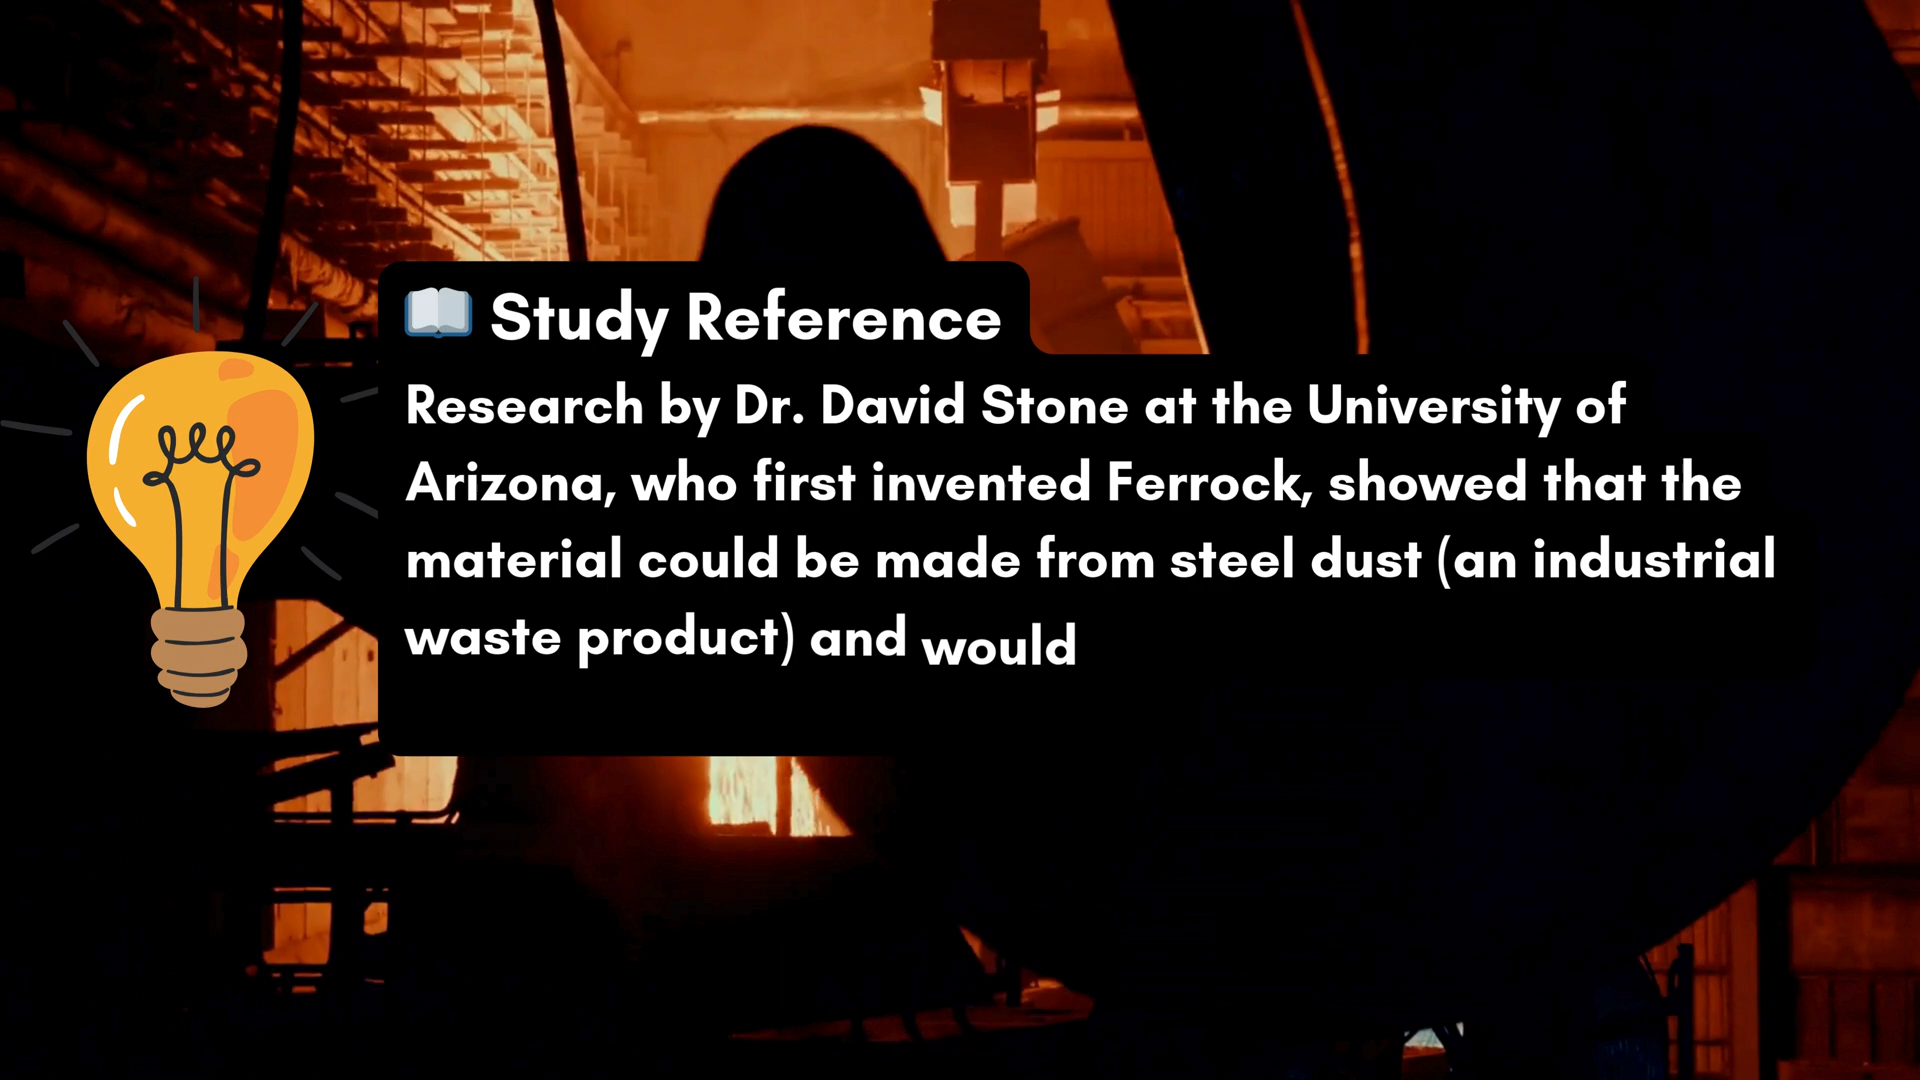 📖 Study Reference
Research by Dr. David Stone at the University of
Arizona, who first invented Ferrock, showed that the
material could be made from steel dust (an industrial
waste product) and would